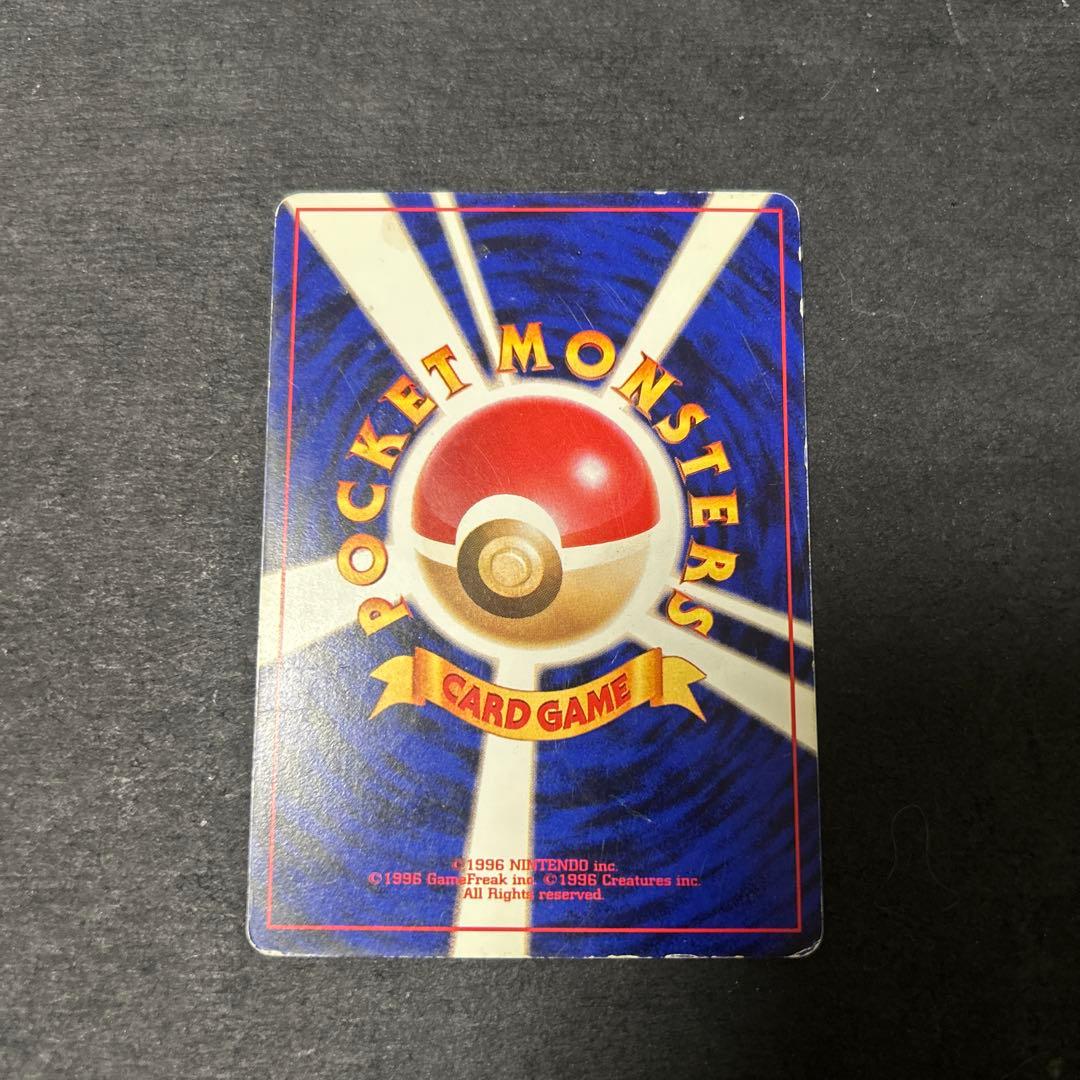 POCKET MONSTERS
CARD GAME
©1996 NINTENDO inc.
©1996 GameFreak inc. ©1996 Creatures inc.
All Rights reserved.